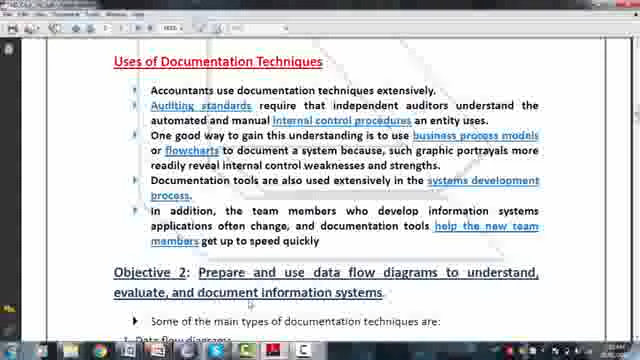 Uses of Documentation Techniques
Accountants use documentation techniques extensively.
Auditing standards require that independent auditors understand the
automated and manual internal control procedures an entity uses.
One good way to gain this understanding is to use business process models
or flowcharts to document a system because, such graphic portrayals more
readily reveal internal control weaknesses and strengths.
Documentation tools are also used extensively in the systems development
process.
In addition, the team members who develop information systems
applications often change, and documentation tools help the new team
members get up to speed quickly
Objective 2: Prepare and use data flow diagrams to understand,
evaluate, and document information systems.
Some of the main types of documentation techniques are:
1. Data flow diagrams